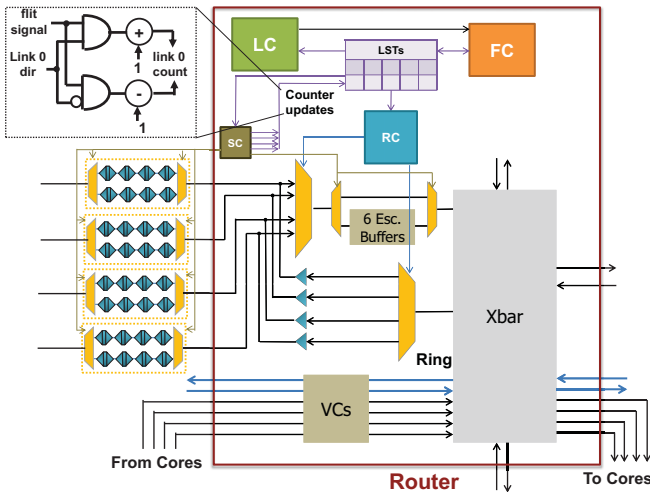 flit
signal
Link 0
dir
+
-
1
1
link 0
count
Counter
updates
LC
LSTs
FC
SC
RC
6 Esc.
Buffers
Xbar
Ring
VCs
From Cores
To Cores
Router